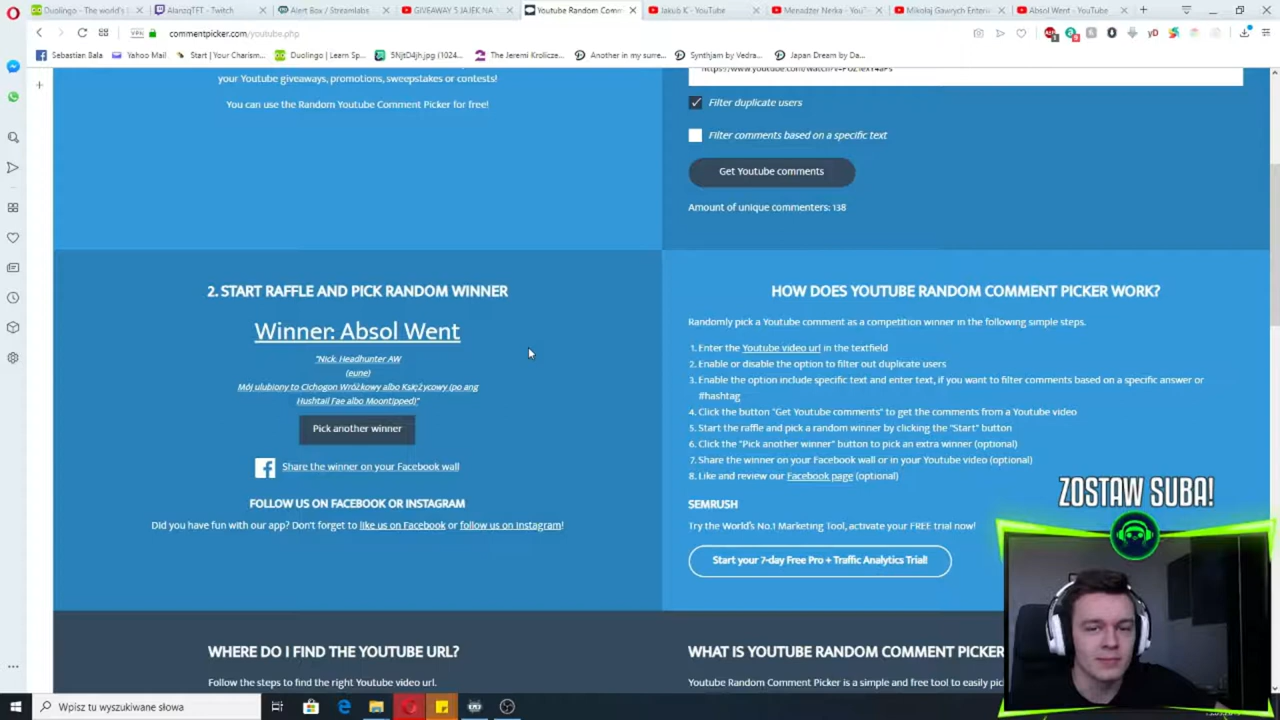 Duolingo - The world's l
AlanzqTFT - Twitch
Alert Box / Streamlabs
GIVEAWAY 5 JAJEK NA
Youtube Random Com
Jakub K - YouTube
Menadżer Nerka - YouT
Mikołaj Gawrych Enteri
Absol Went - YouTube
VPN
commentpicker.com/youtube.php
Sebastian Bala
Yahoo Mail
Start | Your Charism...
Duolingo | Learn Sp...
5NjtD4jh.jpg (1024...
The Jeremi Krolicze...
Another in my surre...
Synthjam by Vedra...
Japan Dream by Da...
your Youtube giveaways, promotions, sweepstakes or contests!
You can use the Random Youtube Comment Picker for free!
Filter duplicate users
Filter comments based on a specific text
Get Youtube comments
Amount of unique commenters: 138
2. START RAFFLE AND PICK RANDOM WINNER
Winner: Absol Went
"Nick: Headhunter AW
(eune)
Mój ulubiony to Cichogon Wróżkowy albo Księżycowy (po ang
Hushtail Fae albo Moontipped)"
Pick another winner
Share the winner on your Facebook wall
FOLLOW US ON FACEBOOK OR INSTAGRAM
Did you have fun with our app? Don't forget to like us on Facebook or follow us on Instagram!
HOW DOES YOUTUBE RANDOM COMMENT PICKER WORK?
Randomly pick a Youtube comment as a competition winner in the following simple steps.
1. Enter the Youtube video url in the textfield
2. Enable or disable the option to filter out duplicate users
3. Enable the option include specific text and enter text, if you want to filter comments based on a specific answer or
#hashtag
4. Click the button "Get Youtube comments" to get the comments from a Youtube video
5. Start the raffle and pick a random winner by clicking the "Start" button
6. Click the "Pick another winner" button to pick an extra winner (optional)
7. Share the winner on your Facebook wall or in your Youtube video (optional)
8. Like and review our Facebook page (optional)
SEMRUSH
Try the World's No.1 Marketing Tool, activate your FREE trial now!
Start your 7-day Free Pro + Traffic Analytics Trial!
ZOSTAW SUBA!
WHERE DO I FIND THE YOUTUBE URL?
Follow the steps to find the right Youtube video url.
WHAT IS YOUTUBE RANDOM COMMENT PICKER
Youtube Random Comment Picker is a simple and free tool to easily pic
Wpisz tu wyszukiwane słowa